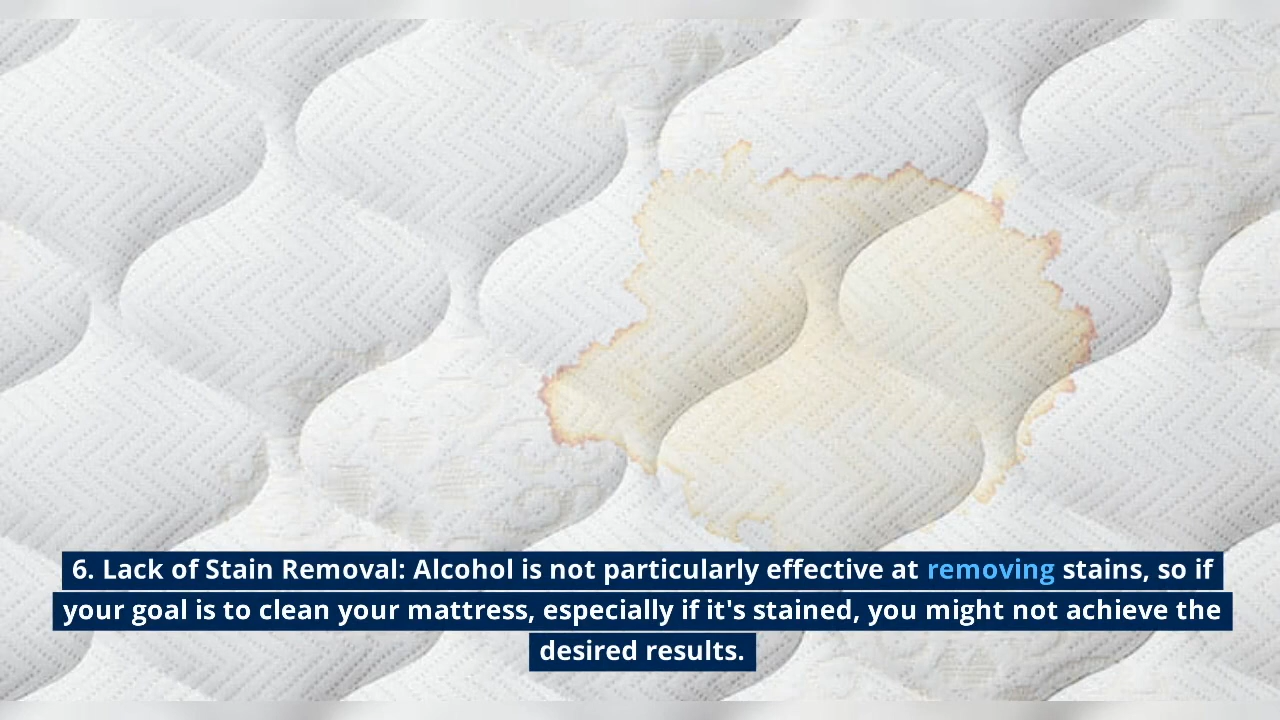 6. Lack of Stain Removal: Alcohol is not particularly effective at removing stains, so if
your goal is to clean your mattress, especially if it's stained, you might not achieve the
desired results.